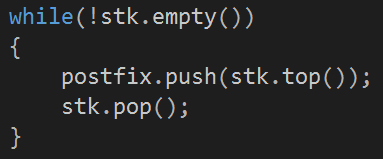 while(!stk.empty())
{
    postfix.push(stk.top());
    stk.pop();
}